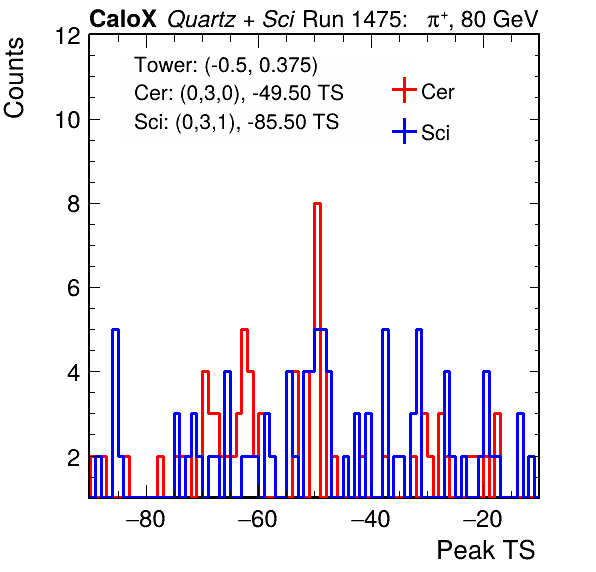 CaloX Quartz + Sci Run 1475: π⁺, 80 GeV
Counts
12
10
8
6
4
2
Tower: (-0.5, 0.375)
Cer: (0,3,0), -49.50 TS
Sci: (0,3,1), -85.50 TS
Cer
Sci
−80 −60 −40 −20
Peak TS